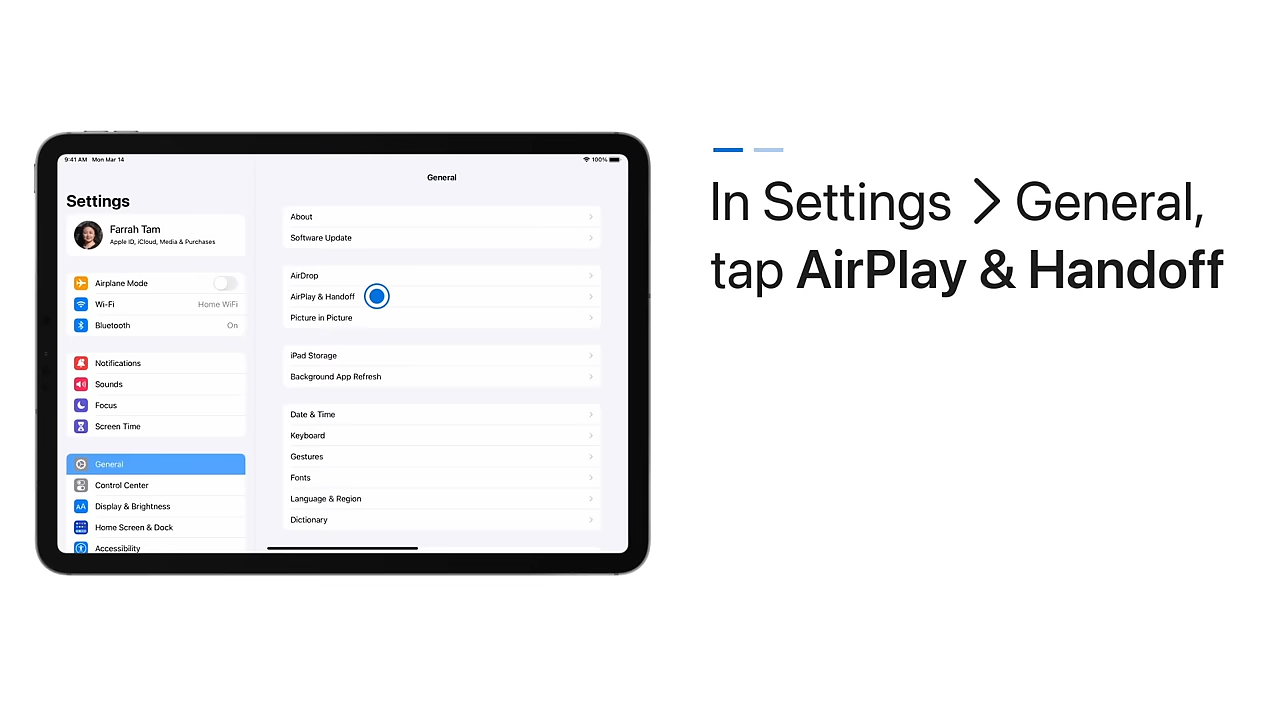 9:41 AM Mon Mar 14
100%
Settings
Farrah Tam
Apple ID, iCloud, Media & Purchases
Airplane Mode
Wi-Fi Home WiFi
Bluetooth On
Notifications
Sounds
Focus
Screen Time
General
Control Center
Display & Brightness
Home Screen & Dock
Accessibility
General
About
Software Update
AirDrop
AirPlay & Handoff
Picture in Picture
iPad Storage
Background App Refresh
Date & Time
Keyboard
Gestures
Fonts
Language & Region
Dictionary
In Settings > General,
tap AirPlay & Handoff